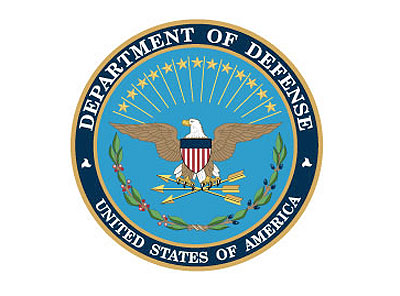 DEPARTMENT OF DEFENSE
UNITED STATES OF AMERICA